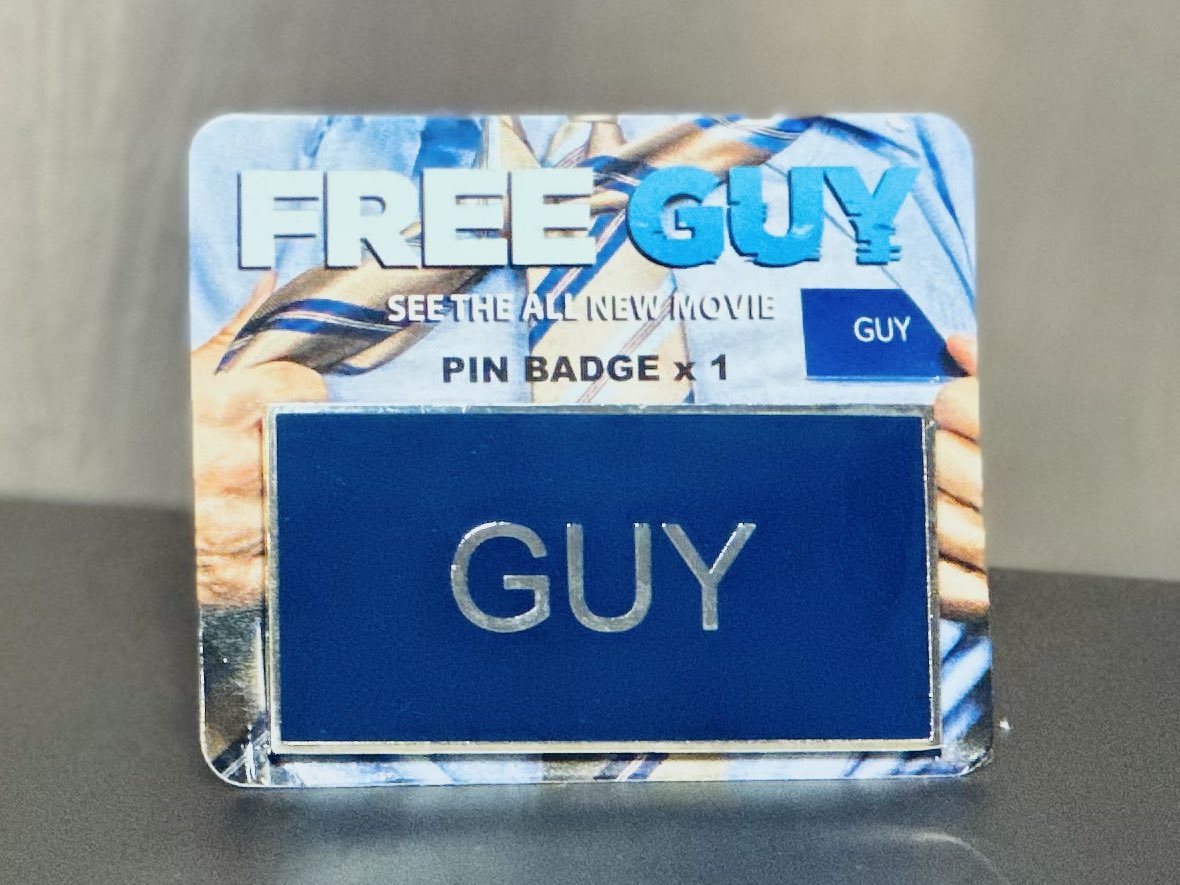 FREE GUY
SEE THE ALL NEW MOVIE
GUY
PIN BADGE x 1
GUY